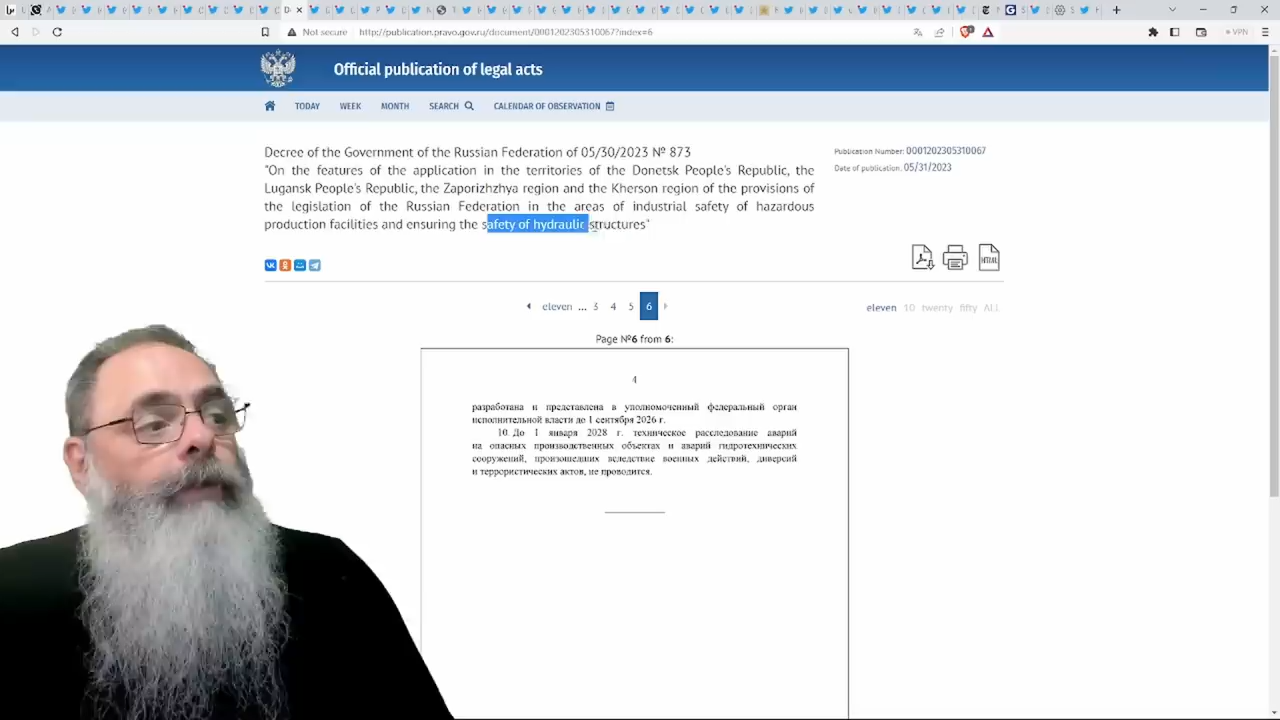 Not secure
http://publication.pravo.gov.ru/document/0001202305310067?index=6
VPN
Official publication of legal acts
TODAY WEEK MONTH SEARCH CALENDAR OF OBSERVATION
Decree of the Government of the Russian Federation of 05/30/2023 № 873
"On the features of the application in the territories of the Donetsk People's Republic, the
Lugansk People's Republic, the Zaporizhzhya region and the Kherson region of the provisions of
the legislation of the Russian Federation in the areas of industrial safety of hazardous
production facilities and ensuring the safety of hydraulic structures"
Publication Number: 0001202305310067
Date of publication: 05/31/2023
HTML
eleven ... 3 4 5 6
eleven 10 twenty fifty ALL
Page №6 from 6:
4
разработана и представлена в уполномоченный федеральный орган
исполнительной власти до 1 сентября 2026 г.
10 До 1 января 2028 г. техническое расследование аварий
на опасных производственных объектах и аварий гидротехнических
сооружений, произошедших вследствие военных действий, диверсий
и террористических актов, не проводится.